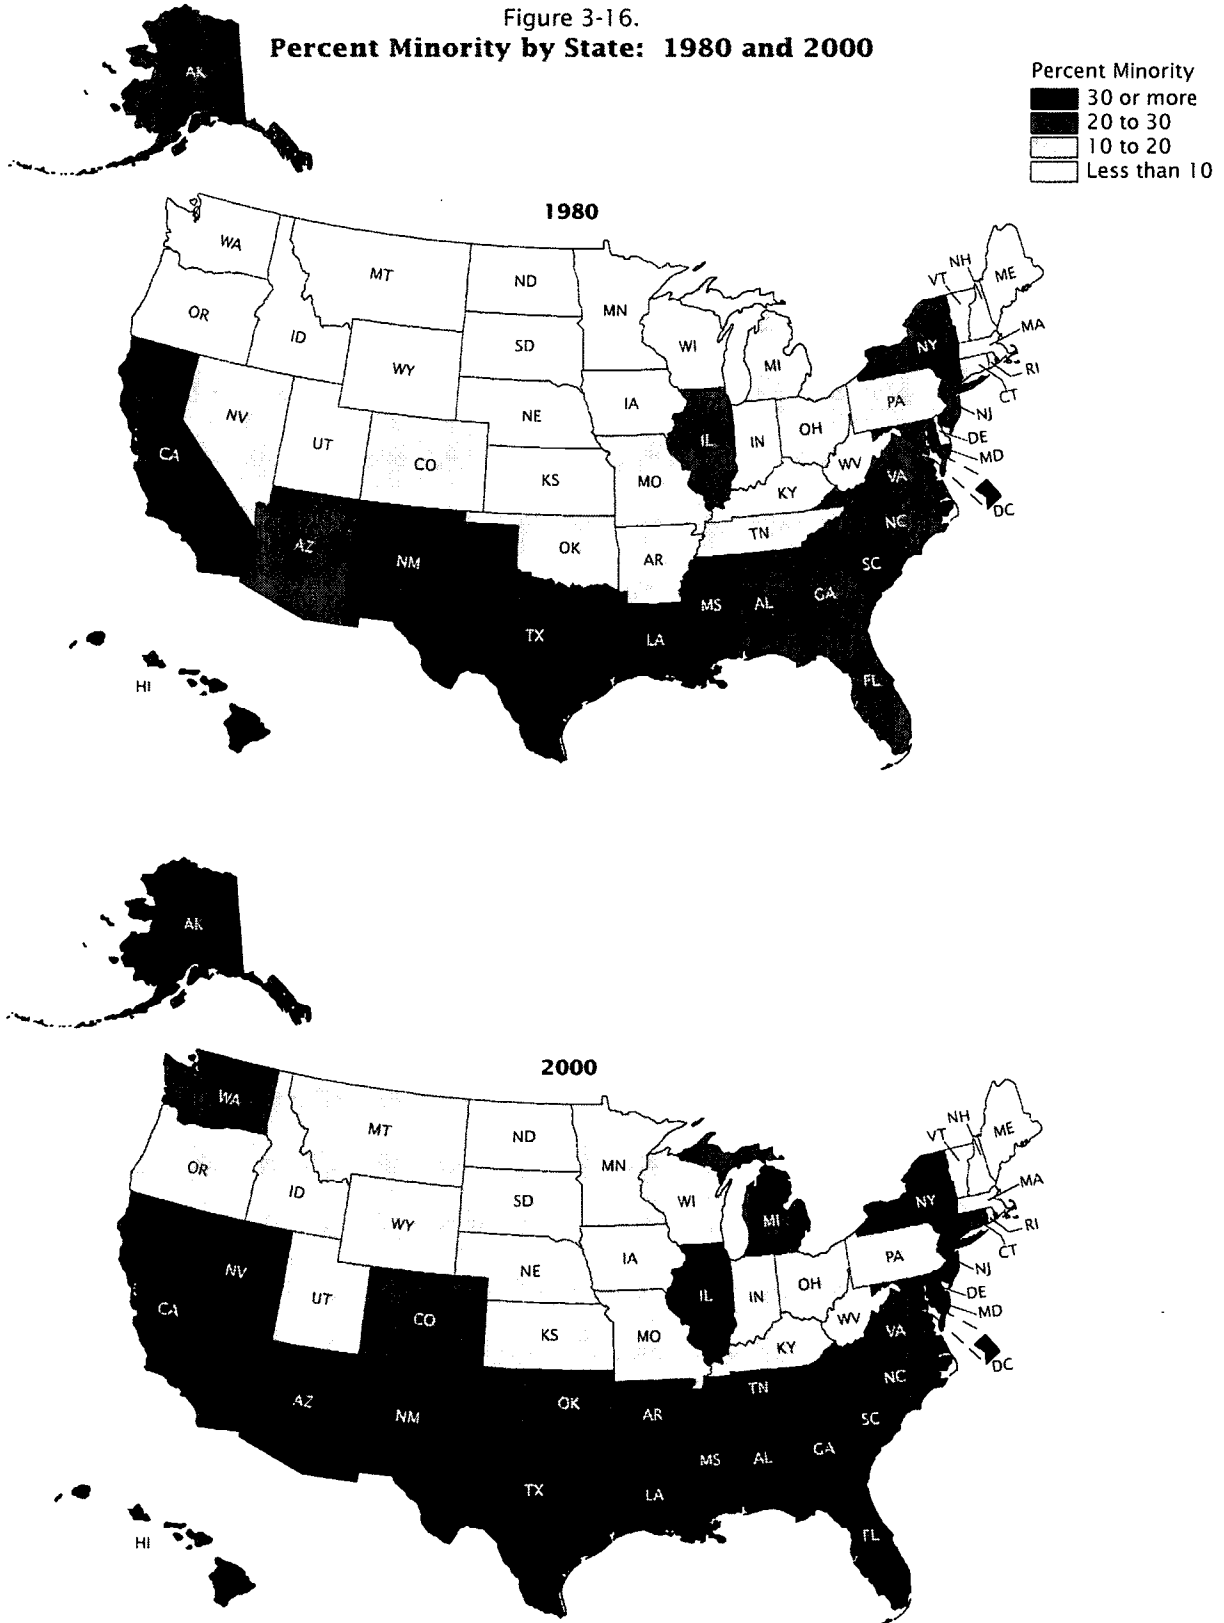 Figure 3-16.
Percent Minority by State: 1980 and 2000
Percent Minority
30 or more
20 to 30
10 to 20
Less than 10
AK
1980
WA
MT
ND
MN
VT
NH
ME
OR
ID
SD
WI
MI
NY
MA
RI
CT
WY
IA
NE
PA
NJ
NV
UT
CO
IL
IN
OH
DE
MD
CA
KS
MO
WV
VA
KY
DC
AZ
NM
OK
AR
TN
NC
SC
MS
AL
GA
TX
LA
HI
FL
AK
2000
WA
MT
ND
MN
VT
NH
ME
OR
ID
SD
WI
MI
NY
MA
RI
CT
WY
IA
NE
PA
NJ
NV
UT
CO
IL
IN
OH
DE
MD
CA
KS
MO
WV
VA
KY
DC
AZ
NM
OK
AR
TN
NC
SC
MS
AL
GA
TX
LA
HI
FL